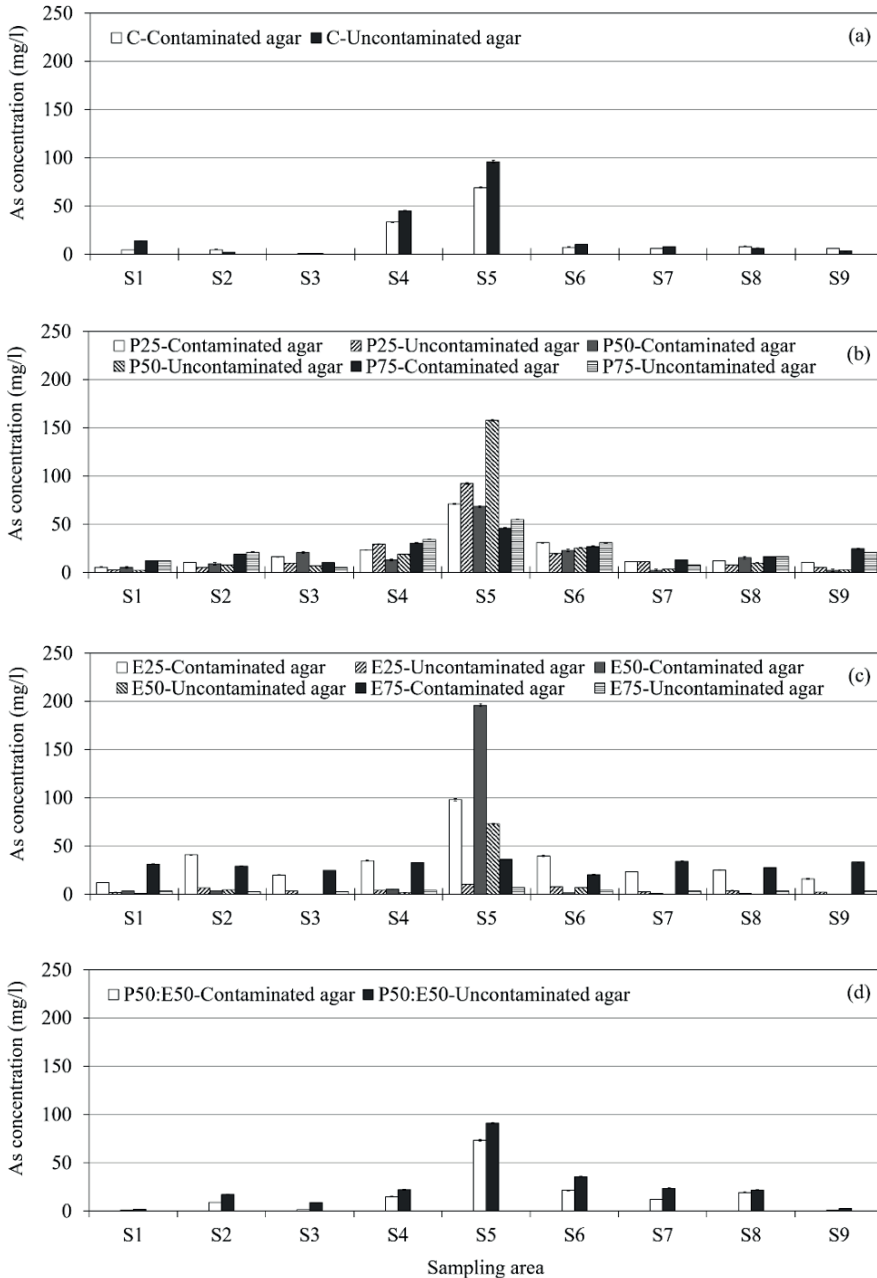 250
200
150
100
50
0
As concentration (mg/l)
C-Contaminated agar C-Uncontaminated agar (a)
S1 S2 S3 S4 S5 S6 S7 S8 S9
250
200
150
100
50
0
As concentration (mg/l)
P25-Contaminated agar P25-Uncontaminated agar P50-Contaminated agar (b)
P50-Uncontaminated agar P75-Contaminated agar P75-Uncontaminated agar
S1 S2 S3 S4 S5 S6 S7 S8 S9
250
200
150
100
50
0
As concentration (mg/l)
E25-Contaminated agar E25-Uncontaminated agar E50-Contaminated agar (c)
E50-Uncontaminated agar E75-Contaminated agar E75-Uncontaminated agar
S1 S2 S3 S4 S5 S6 S7 S8 S9
250
200
150
100
50
0
As concentration (mg/l)
P50:E50-Contaminated agar P50:E50-Uncontaminated agar (d)
S1 S2 S3 S4 S5 S6 S7 S8 S9
Sampling area